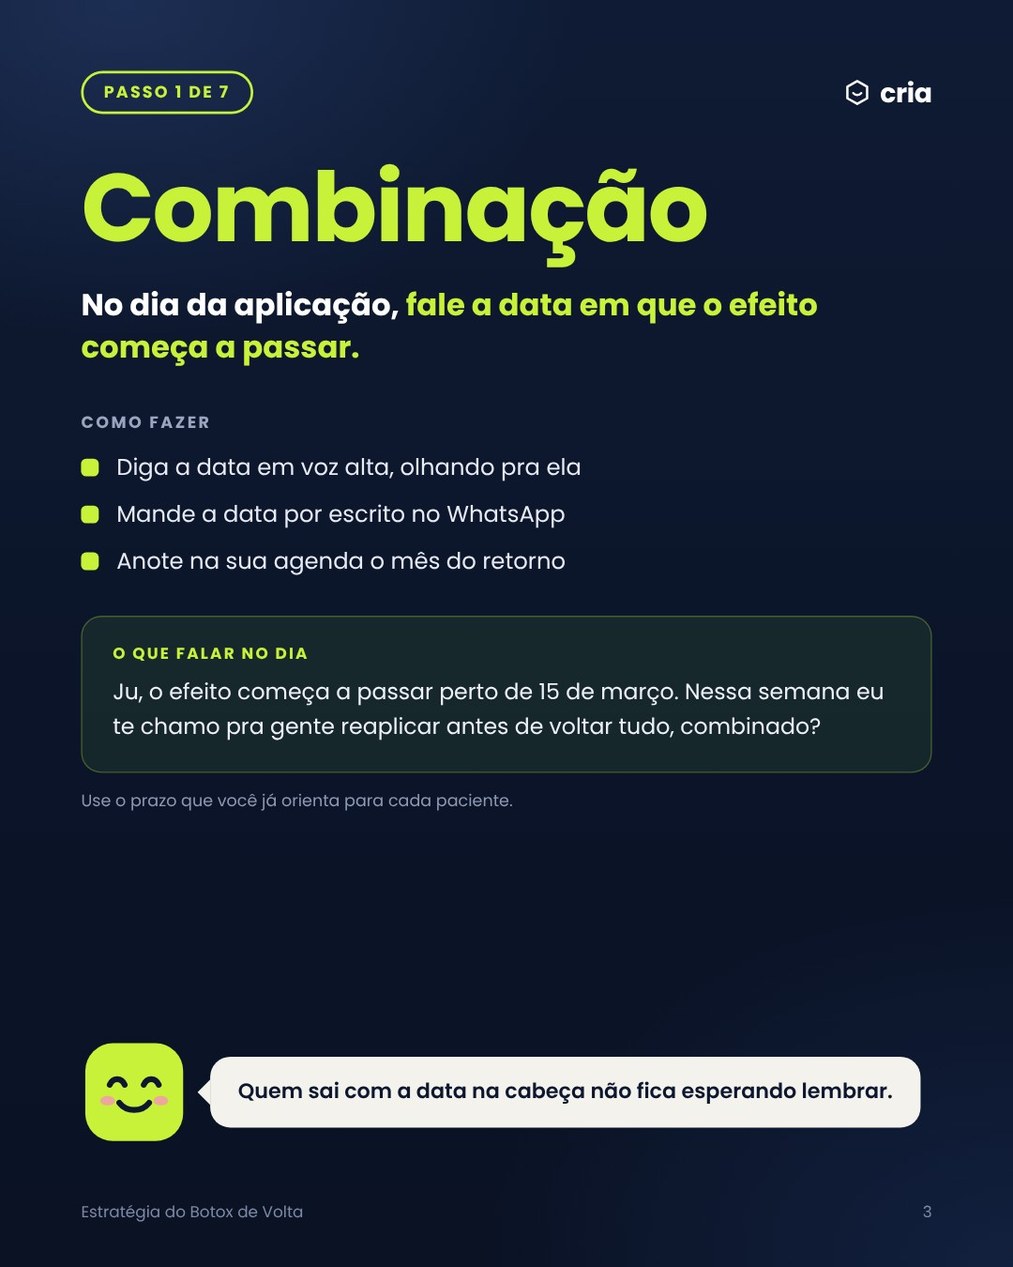 PASSO 1 DE 7
cria
Combinação
No dia da aplicação, fale a data em que o efeito
começa a passar.
COMO FAZER
Diga a data em voz alta, olhando pra ela
Mande a data por escrito no WhatsApp
Anote na sua agenda o mês do retorno
O QUE FALAR NO DIA
Ju, o efeito começa a passar perto de 15 de março. Nessa semana eu
te chamo pra gente reaplicar antes de voltar tudo, combinado?
Use o prazo que você já orienta para cada paciente.
Quem sai com a data na cabeça não fica esperando lembrar.
Estratégia do Botox de Volta
3